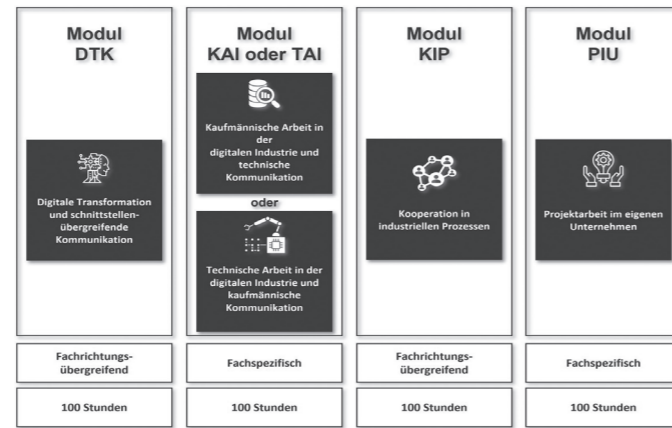 Modul
DTK
Digitale Transformation
und schnittstellen-
übergreifende
Kommunikation
Fachrichtungs-
übergreifend
100 Stunden
Modul
KAI oder TAI
Kaufmännische Arbeit in
der
digitalen Industrie und
technische
Kommunikation
oder
Technische Arbeit in der
digitalen Industrie und
kaufmännische
Kommunikation
Fachspezifisch
100 Stunden
Modul
KIP
Kooperation in
industriellen Prozessen
Fachrichtungs-
übergreifend
100 Stunden
Modul
PIU
Projektarbeit im eigenen
Unternehmen
Fachspezifisch
100 Stunden